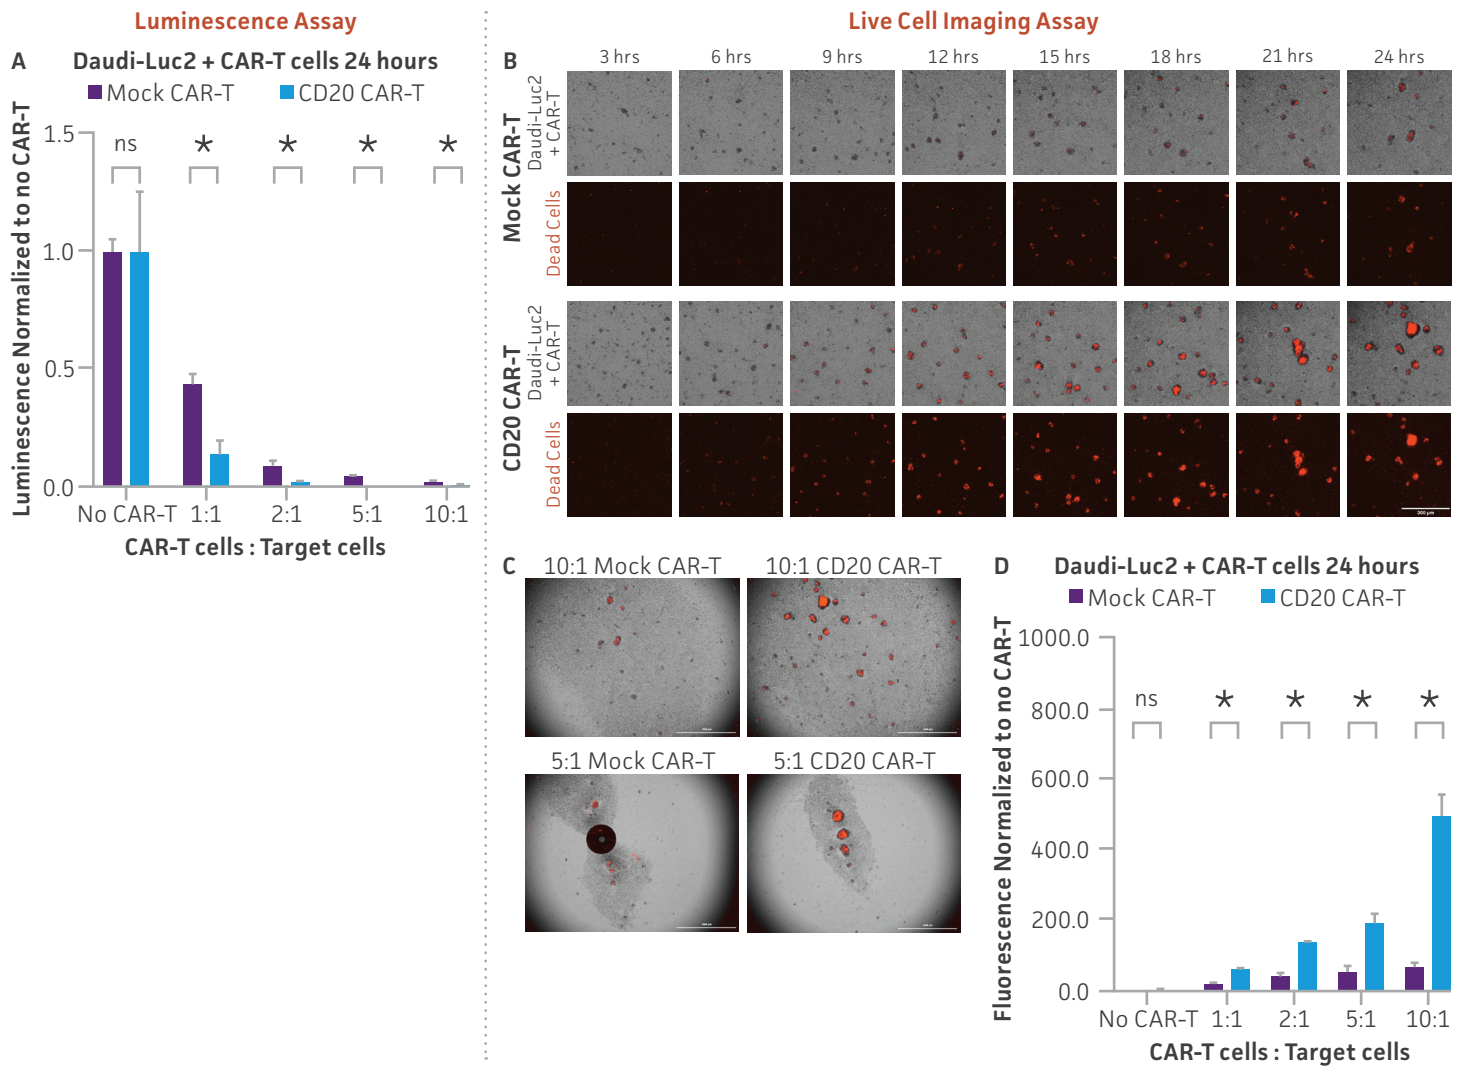 Luminescence Assay
A
Daudi-Luc2 + CAR-T cells 24 hours
Mock CAR-T
CD20 CAR-T
Luminescence Normalized to no CAR-T
1.5
1.0
0.5
0.0
ns
*
*
*
*
No CAR-T
1:1
2:1
5:1
10:1
CAR-T cells : Target cells
Live Cell Imaging Assay
B
3 hrs
6 hrs
9 hrs
12 hrs
15 hrs
18 hrs
21 hrs
24 hrs
Mock CAR-T
Daudi-Luc2
+ CAR-T
Dead Cells
CD20 CAR-T
Daudi-Luc2
+ CAR-T
Dead Cells
300 µm
C
10:1 Mock CAR-T
10:1 CD20 CAR-T
5:1 Mock CAR-T
5:1 CD20 CAR-T
D
Daudi-Luc2 + CAR-T cells 24 hours
Mock CAR-T
CD20 CAR-T
Fluorescence Normalized to no CAR-T
1000.0
800.0
600.0
400.0
200.0
0.0
ns
*
*
*
*
No CAR-T
1:1
2:1
5:1
10:1
CAR-T cells : Target cells